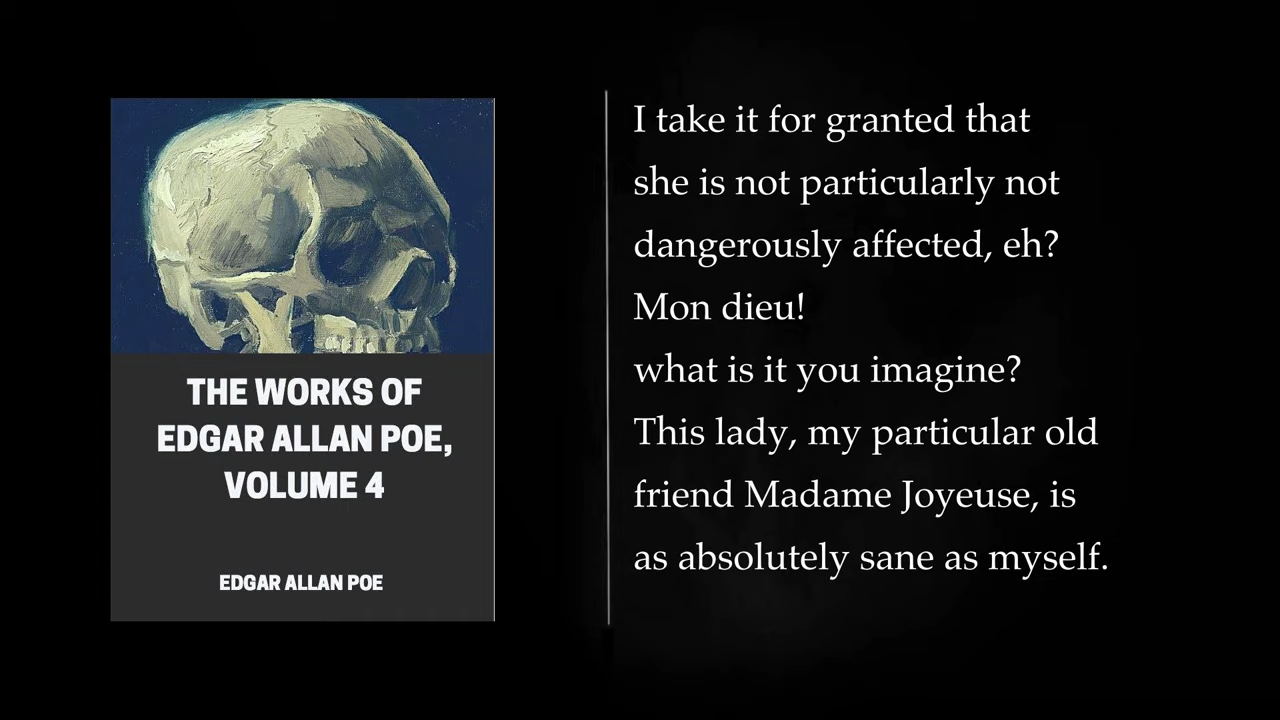 THE WORKS OF
EDGAR ALLAN POE,
VOLUME 4
EDGAR ALLAN POE
I take it for granted that
she is not particularly not
dangerously affected, eh?
Mon dieu!
what is it you imagine?
This lady, my particular old
friend Madame Joyeuse, is
as absolutely sane as myself.